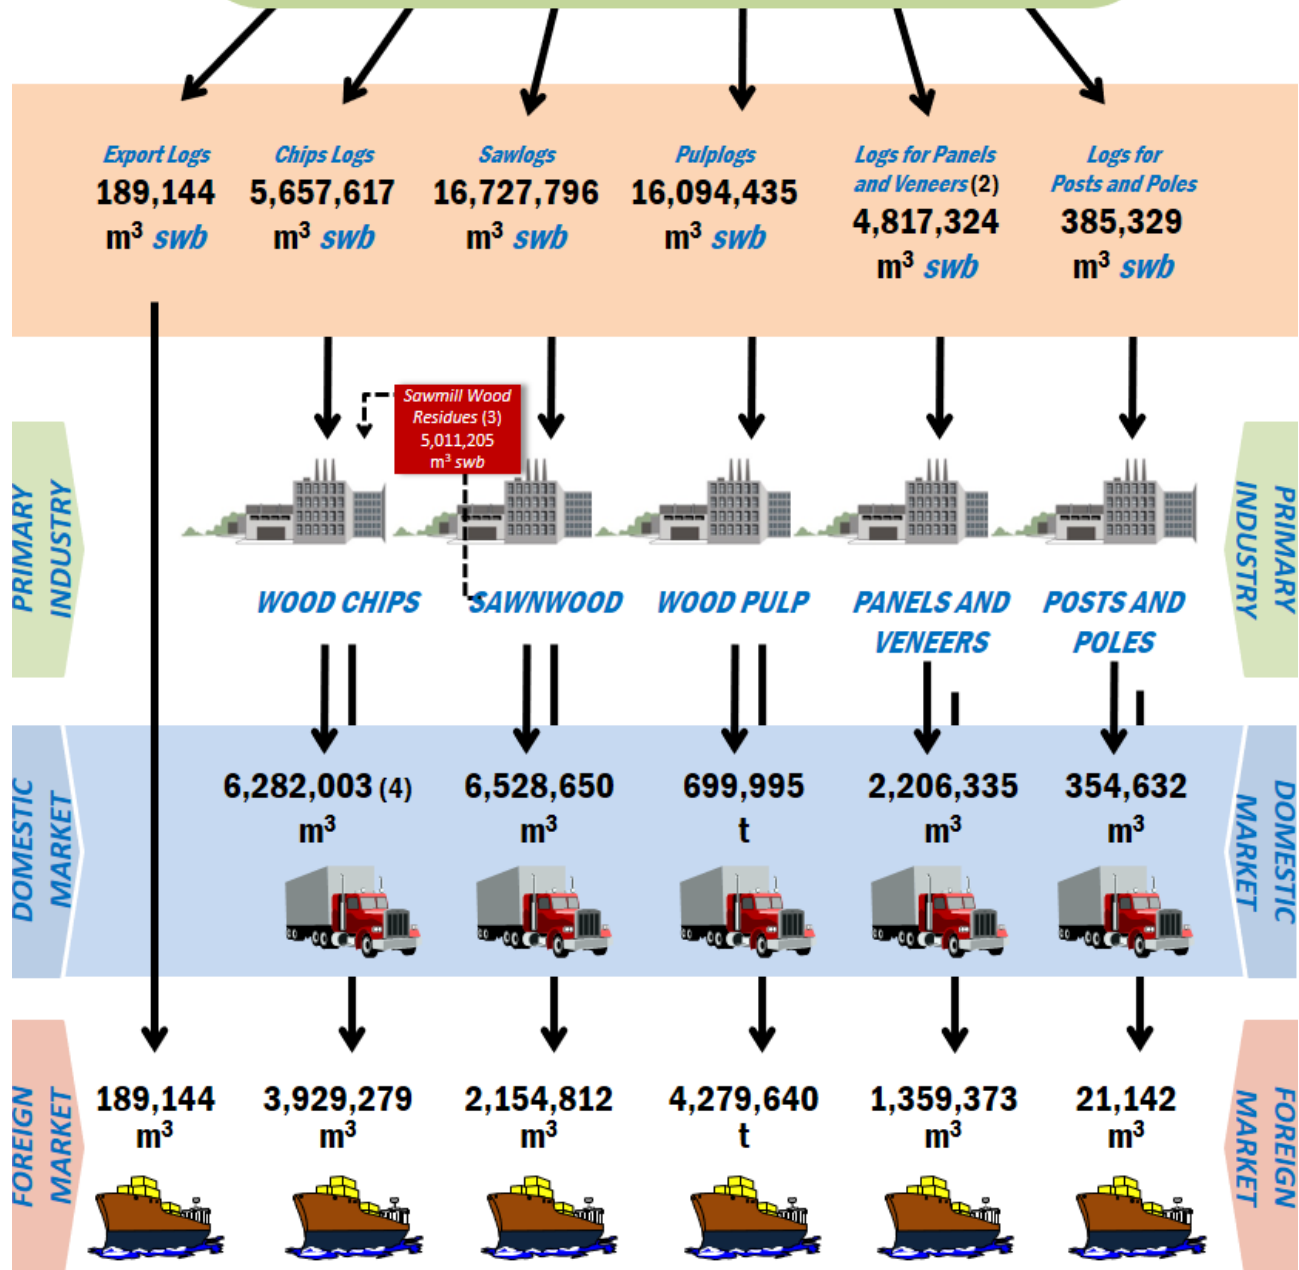 Export Logs
189,144
m³ swb
Chips Logs
5,657,617
m³ swb
Sawlogs
16,727,796
m³ swb
Pulplogs
16,094,435
m³ swb
Logs for Panels
and Veneers (2)
4,817,324
m³ swb
Logs for
Posts and Poles
385,329
m³ swb
Sawmill Wood
Residues (3)
5,011,205
m³ swb
PRIMARY
INDUSTRY
WOOD CHIPS
SAWNWOOD
WOOD PULP
PANELS AND
VENEERS
POSTS AND
POLES
PRIMARY
INDUSTRY
DOMESTIC
MARKET
6,282,003 (4)
m³
6,528,650
m³
699,995
t
2,206,335
m³
354,632
m³
DOMESTIC
MARKET
FOREIGN
MARKET
189,144
m³
3,929,279
m³
2,154,812
m³
4,279,640
t
1,359,373
m³
21,142
m³
FOREIGN
MARKET